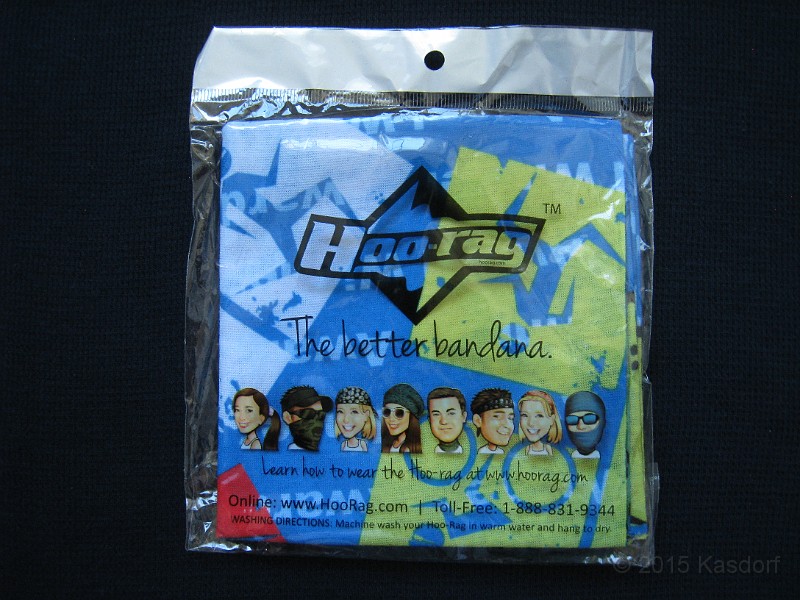 Hoo-rag TM
hoorag.com
The better bandana.
Learn how to wear the Hoo-rag at www.hoorag.com
Online: www.HooRag.com | Toll-Free: 1-888-831-9344
WASHING DIRECTIONS: Machine wash your Hoo-Rag in warm water and hang to dry.
© 2015 Kasdorf